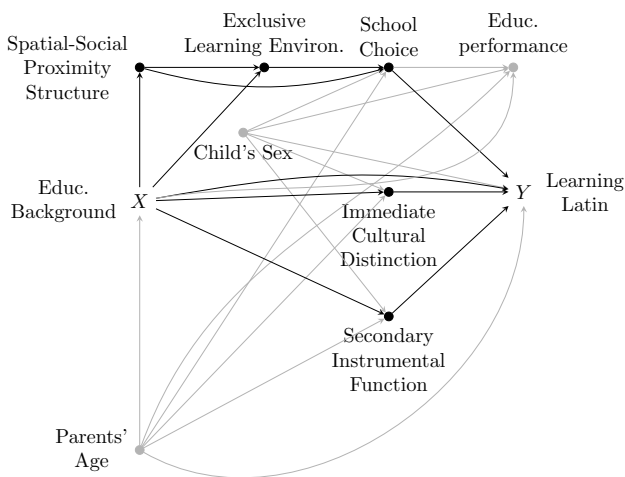 Spatial-Social
Proximity
Structure
Exclusive
Learning Environ.
School
Choice
Educ.
performance
Child's Sex
Educ.
Background
X
Immediate
Cultural
Distinction
Y
Learning
Latin
Secondary
Instrumental
Function
Parents'
Age